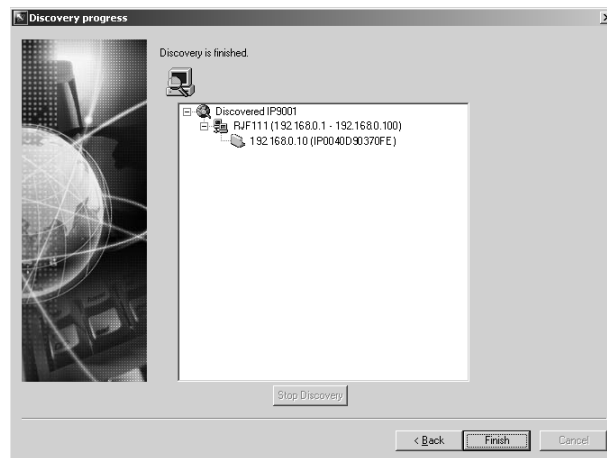 Discovery progress
Discovery is finished.
Discovered IP9001
RJF111 (192.168.0.1 - 192.168.0.100)
192.168.0.10 (IP0040D90370FE)
Stop Discovery
< Back
Finish
Cancel